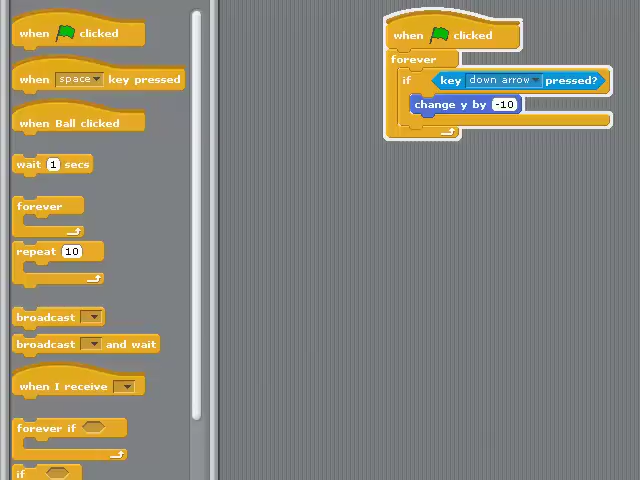 when clicked
when space key pressed
when Ball clicked
wait 1 secs
forever
repeat 10
broadcast
broadcast and wait
when I receive
forever if
if
when clicked
forever
if key down arrow pressed?
change y by -10